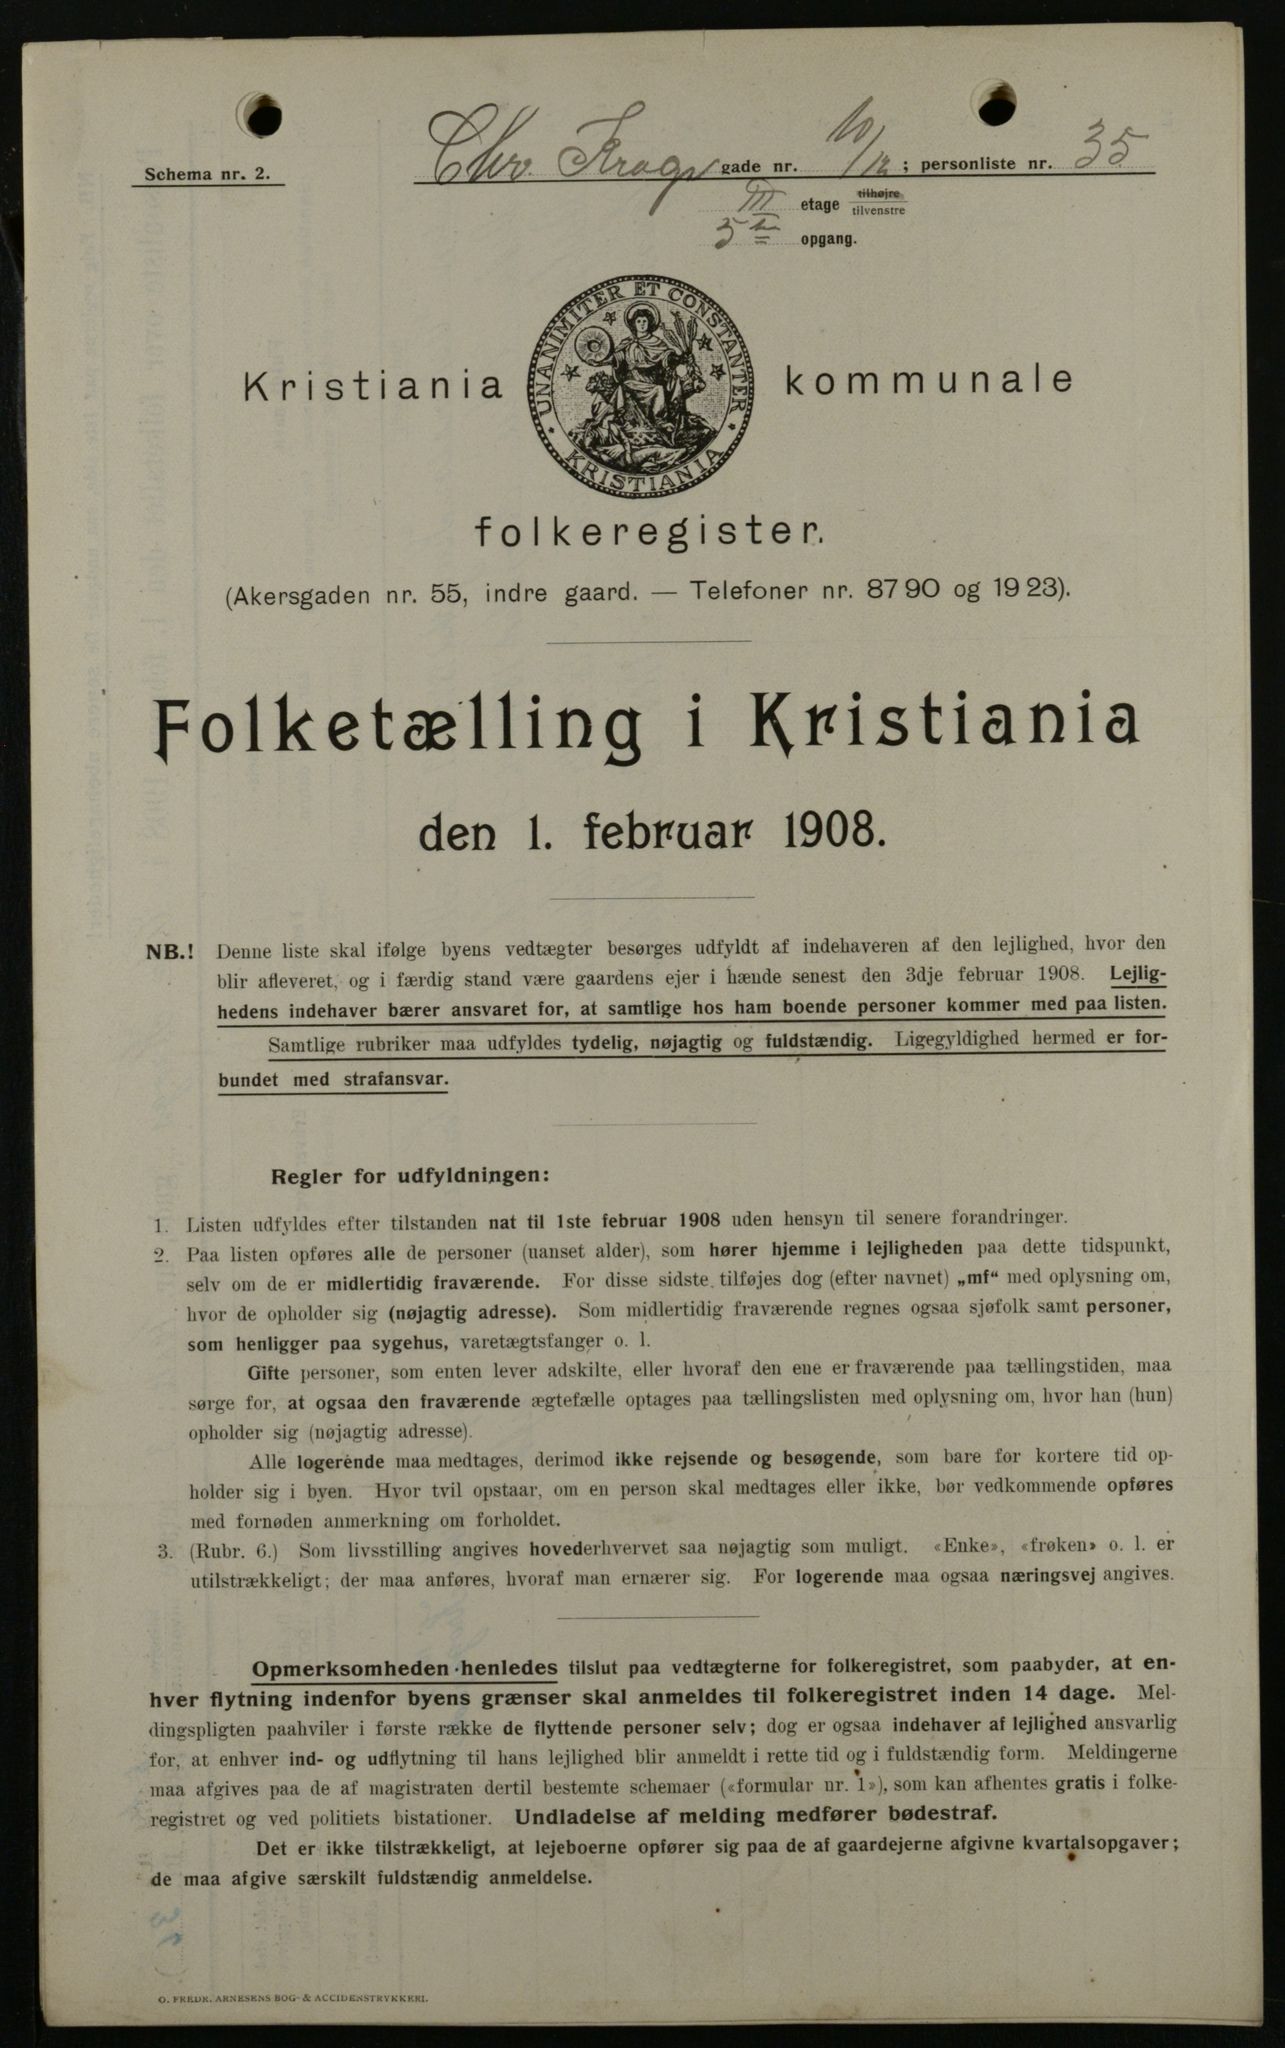 Schema nr. 2.
Chr. Krogs gade nr. 10/12; personliste nr. 35
III etage tilhøjre
tilvenstre
5te opgang.
UNANIMITER ET CONSTANTER
KRISTIANIA
Kristiania kommunale
folkeregister.
(Akersgaden nr. 55, indre gaard. — Telefoner nr. 87 90 og 19 23).
Folketælling i Kristiania
den 1. februar 1908.
NB.! Denne liste skal ifølge byens vedtægter besørges udfyldt af indehaveren af den lejlighed, hvor den
blir afleveret, og i færdig stand være gaardens ejer i hænde senest den 3dje februar 1908. Lejlig-
hedens indehaver bærer ansvaret for, at samtlige hos ham boende personer kommer med paa listen.
Samtlige rubriker maa udfyldes tydelig, nøjagtig og fuldstændig. Ligegyldighed hermed er for-
bundet med strafansvar.
Regler for udfyldningen:
1. Listen udfyldes efter tilstanden nat til 1ste februar 1908 uden hensyn til senere forandringer.
2. Paa listen opføres alle de personer (uanset alder), som hører hjemme i lejligheden paa dette tidspunkt,
selv om de er midlertidig fraværende. For disse sidste tilføjes dog (efter navnet) „mf“ med oplysning om,
hvor de opholder sig (nøjagtig adresse). Som midlertidig fraværende regnes ogsaa sjøfolk samt personer,
som henligger paa sygehus, varetægtsfanger o. l.
Gifte personer, som enten lever adskilte, eller hvoraf den ene er fraværende paa tællingstiden, maa
sørge for, at ogsaa den fraværende ægtefælle optages paa tællingslisten med oplysning om, hvor han (hun)
opholder sig (nøjagtig adresse).
Alle logerende maa medtages, derimod ikke rejsende og besøgende, som bare for kortere tid op-
holder sig i byen. Hvor tvil opstaar, om en person skal medtages eller ikke, bør vedkommende opføres
med fornøden anmerkning om forholdet.
3. (Rubr. 6.) Som livsstilling angives hovederhvervet saa nøjagtig som muligt. «Enke», «frøken» o. l. er
utilstrækkeligt; der maa anføres, hvoraf man ernærer sig. For logerende maa ogsaa næringsvej angives.
Opmerksomheden henledes tilslut paa vedtægterne for folkeregistret, som paabyder, at en-
hver flytning indenfor byens grænser skal anmeldes til folkeregistret inden 14 dage. Mel-
dingspligten paahviler i første række de flyttende personer selv; dog er ogsaa indehaver af lejlighed ansvarlig
for, at enhver ind- og udflytning til hans lejlighed blir anmeldt i rette tid og i fuldstændig form. Meldingerne
maa afgives paa de af magistraten dertil bestemte schemaer («formular nr. 1»), som kan afhentes gratis i folke-
registret og ved politiets bistationer. Undladelse af melding medfører bødestraf.
Det er ikke tilstrækkeligt, at lejeboerne opfører sig paa de af gaardejerne afgivne kvartalsopgaver;
de maa afgive særskilt fuldstændig anmeldelse.
O. FREDR. ARNESENS BOG- & ACCIDENSTRYKKERI.